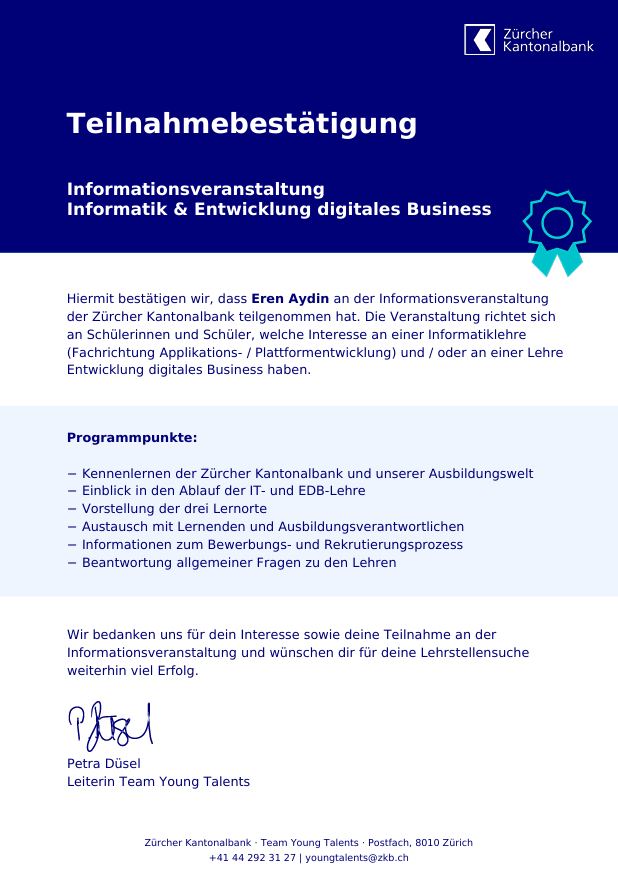 Zürcher
Kantonalbank
Teilnahmebestätigung
Informationsveranstaltung
Informatik & Entwicklung digitales Business
Hiermit bestätigen wir, dass Eren Aydin an der Informationsveranstaltung
der Zürcher Kantonalbank teilgenommen hat. Die Veranstaltung richtet sich
an Schülerinnen und Schüler, welche Interesse an einer Informatiklehre
(Fachrichtung Applikations- / Plattformentwicklung) und / oder an einer Lehre
Entwicklung digitales Business haben.
Programmpunkte:
− Kennenlernen der Zürcher Kantonalbank und unserer Ausbildungswelt
− Einblick in den Ablauf der IT- und EDB-Lehre
− Vorstellung der drei Lernorte
− Austausch mit Lernenden und Ausbildungsverantwortlichen
− Informationen zum Bewerbungs- und Rekrutierungsprozess
− Beantwortung allgemeiner Fragen zu den Lehren
Wir bedanken uns für dein Interesse sowie deine Teilnahme an der
Informationsveranstaltung und wünschen dir für deine Lehrstellensuche
weiterhin viel Erfolg.
Petra Düsel
Leiterin Team Young Talents
Zürcher Kantonalbank · Team Young Talents · Postfach, 8010 Zürich
+41 44 292 31 27 | youngtalents@zkb.ch